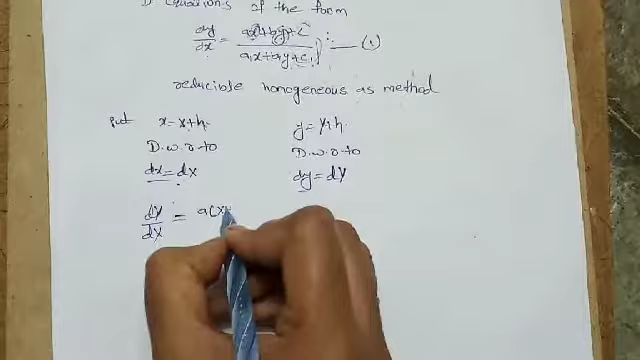 Equations of the form
dy/dx = ax+by+c / a₁x+b₁y+c₁ } : —(1)
reducible homogeneous as method
put x = X+h y = Y+h
D.w.r.to D.w.r.to
dx = dX dy = dY
dY/dX = a(X+